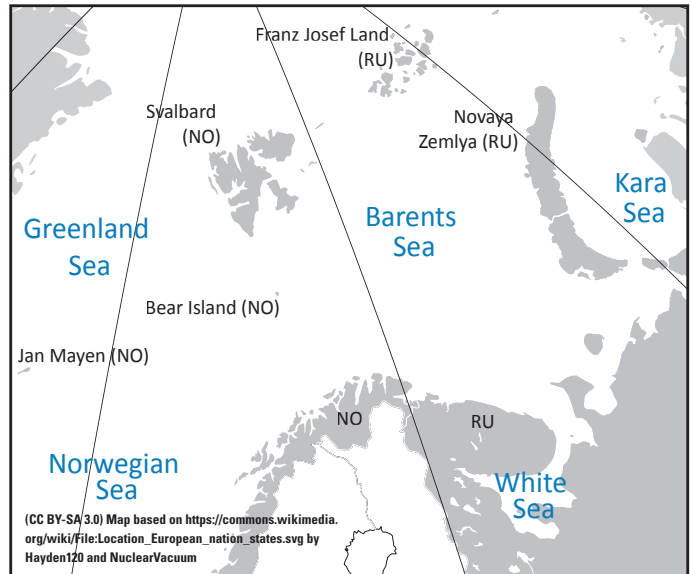 Franz Josef Land
(RU)
Svalbard
(NO)
Novaya
Zemlya (RU)
Kara
Sea
Greenland
Sea
Barents
Sea
Bear Island (NO)
Jan Mayen (NO)
NO
RU
Norwegian
Sea
White
Sea
(CC BY-SA 3.0) Map based on https://commons.wikimedia.
org/wiki/File:Location_European_nation_states.svg by
Hayden120 and NuclearVacuum